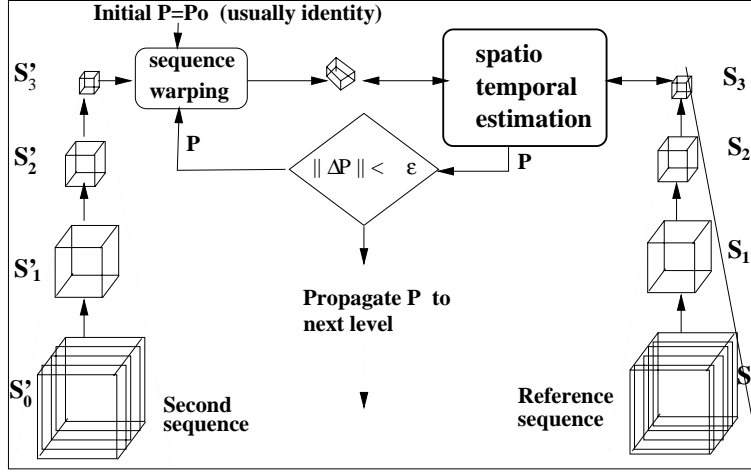 Initial P=Po (usually identity)
S'3
sequence
warping
spatio
temporal
estimation
S3
P
P
S'2
|| ΔP || < ε
S2
S'1
S1
Propagate P to
next level
S'0
Second
sequence
Reference
sequence
S